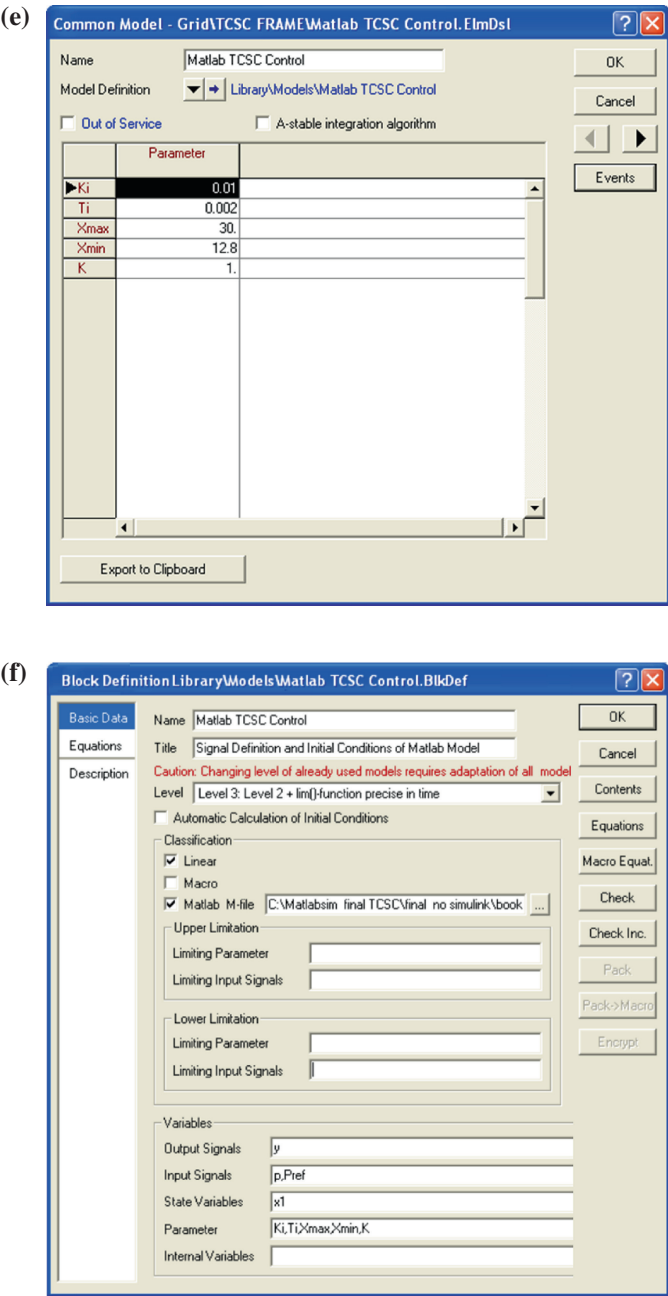 (e)
Common Model - Grid\TCSC FRAME\Matlab TCSC Control.ElmDsl
Name Matlab TCSC Control
OK
Model Definition Library\Models\Matlab TCSC Control
Cancel
Out of Service A-stable integration algorithm
Parameter
Events
Ki 0.01
Ti 0.002
Xmax 30.
Xmin 12.8
K 1.
Export to Clipboard
(f)
Block Definition Library\Models\Matlab TCSC Control.BlkDef
Basic Data
Equations
Description
Name Matlab TCSC Control
Title Signal Definition and Initial Conditions of Matlab Model
Caution: Changing level of already used models requires adaptation of all model
Level Level 3: Level 2 + lim()-function precise in time
Automatic Calculation of Initial Conditions
Classification
Linear
Macro
Matlab M-file C:\Matlabsim final TCSC\final no simulink\book ...
Upper Limitation
Limiting Parameter
Limiting Input Signals
Lower Limitation
Limiting Parameter
Limiting Input Signals
Variables
Output Signals y
Input Signals p,Pref
State Variables x1
Parameter Ki,Ti,Xmax,Xmin,K
Internal Variables
OK
Cancel
Contents
Equations
Macro Equat.
Check
Check Inc.
Pack
Pack->Macro
Encrypt